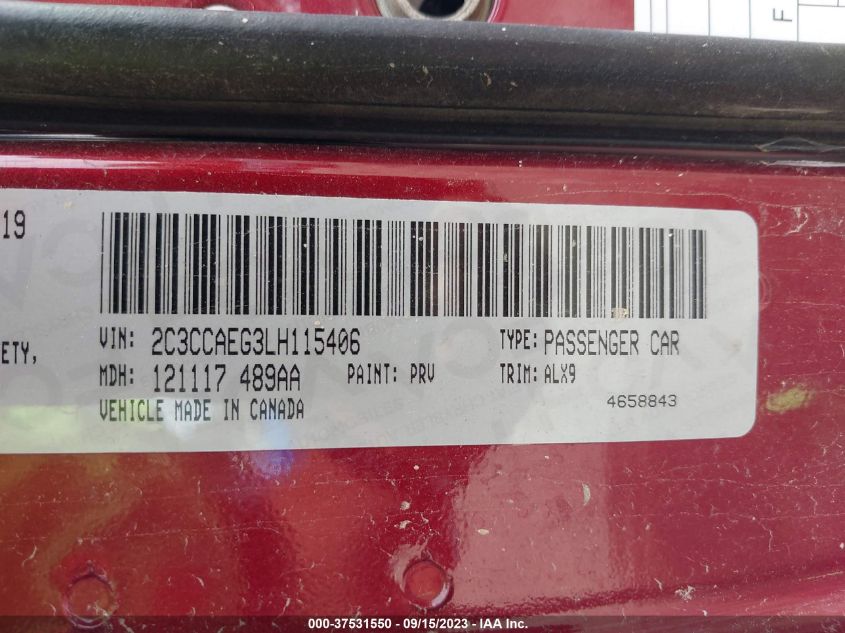 F
19
ETY,
VIN: 2C3CCAEG3LH115406 TYPE: PASSENGER CAR
MDH: 121117 489AA PAINT: PRV TRIM: ALX9
VEHICLE MADE IN CANADA 4658843
000-37531550 - 09/15/2023 - IAA Inc.